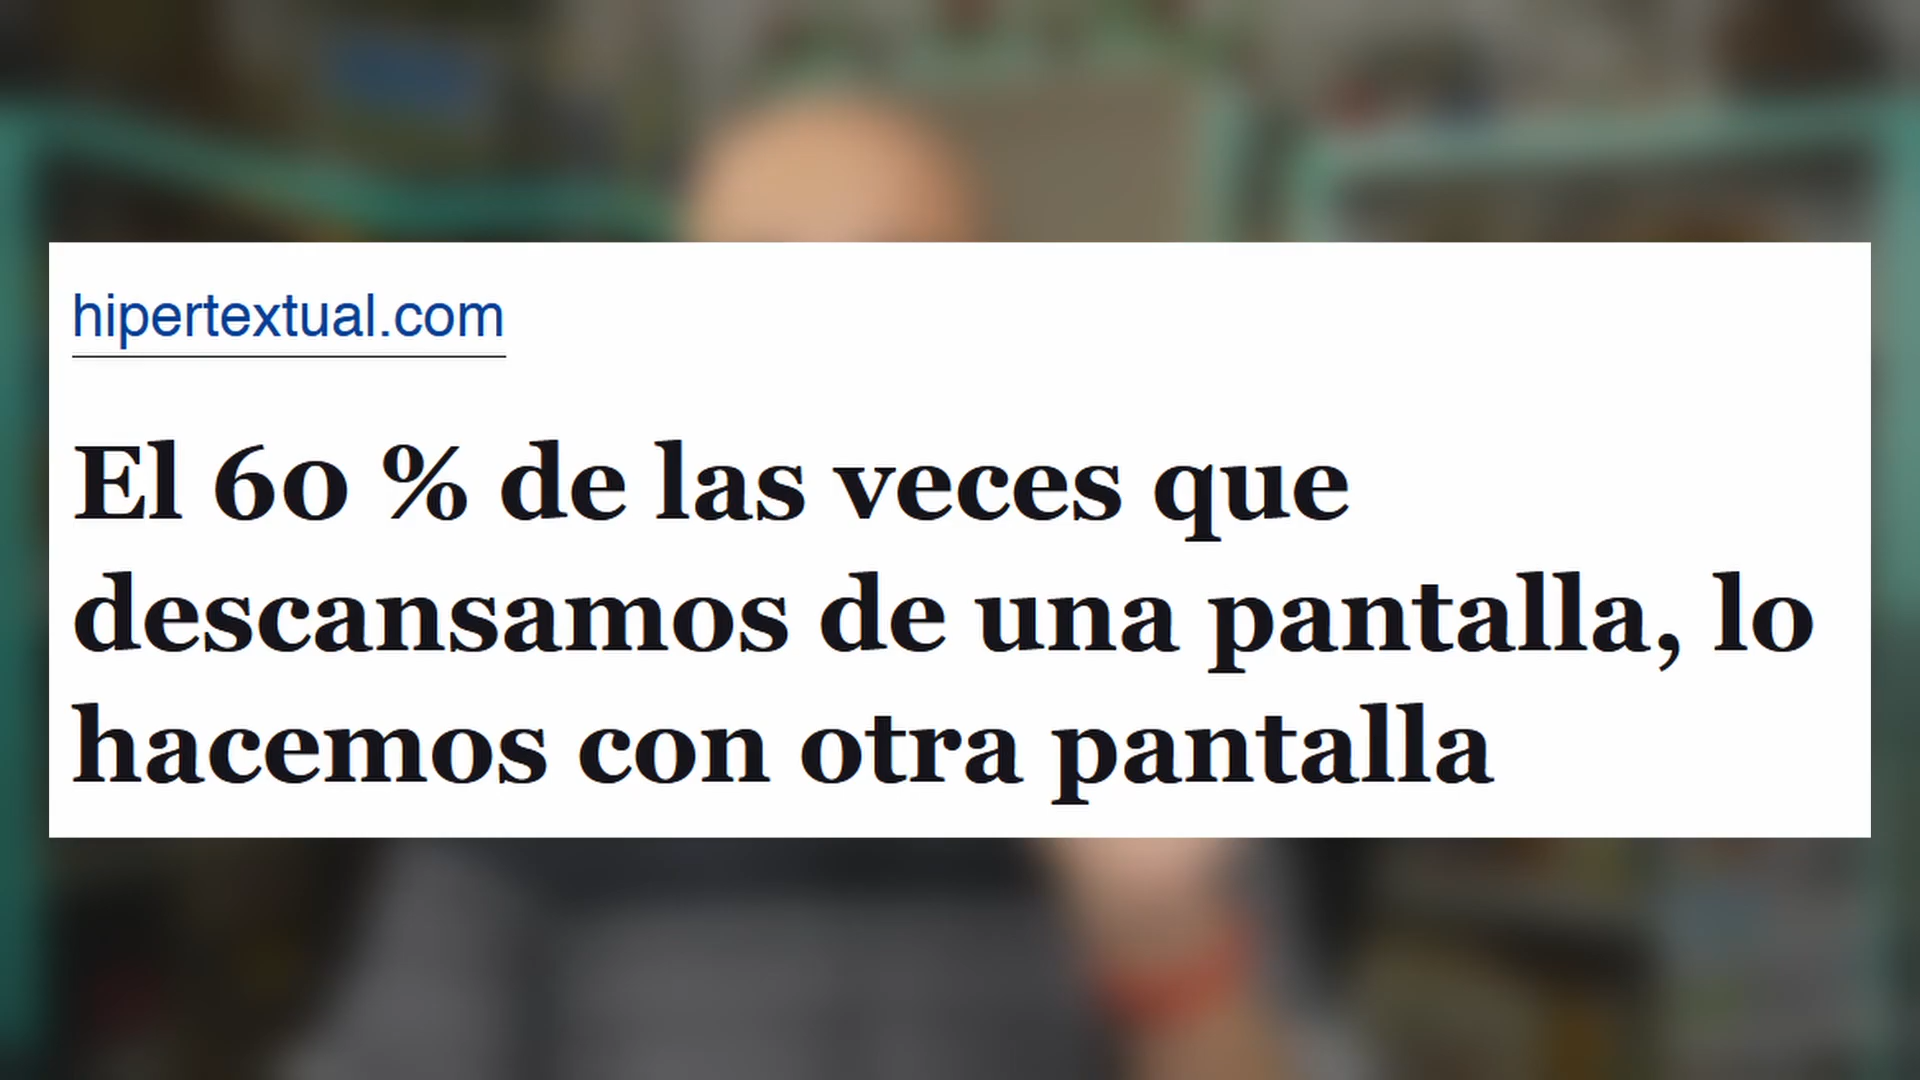 hipertextual.com
El 60 % de las veces que
descansamos de una pantalla, lo
hacemos con otra pantalla